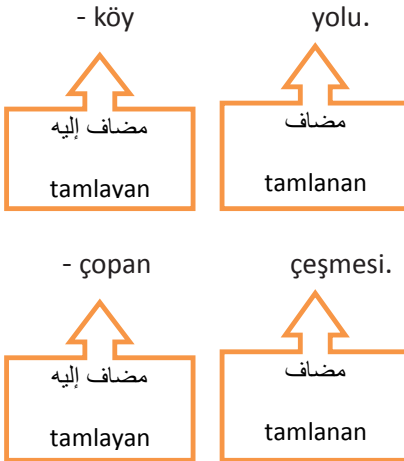 - köy yolu.
مضاف إليه مضاف
tamlayan tamlanan
- çopan çeşmesi.
مضاف إليه مضاف
tamlayan tamlanan